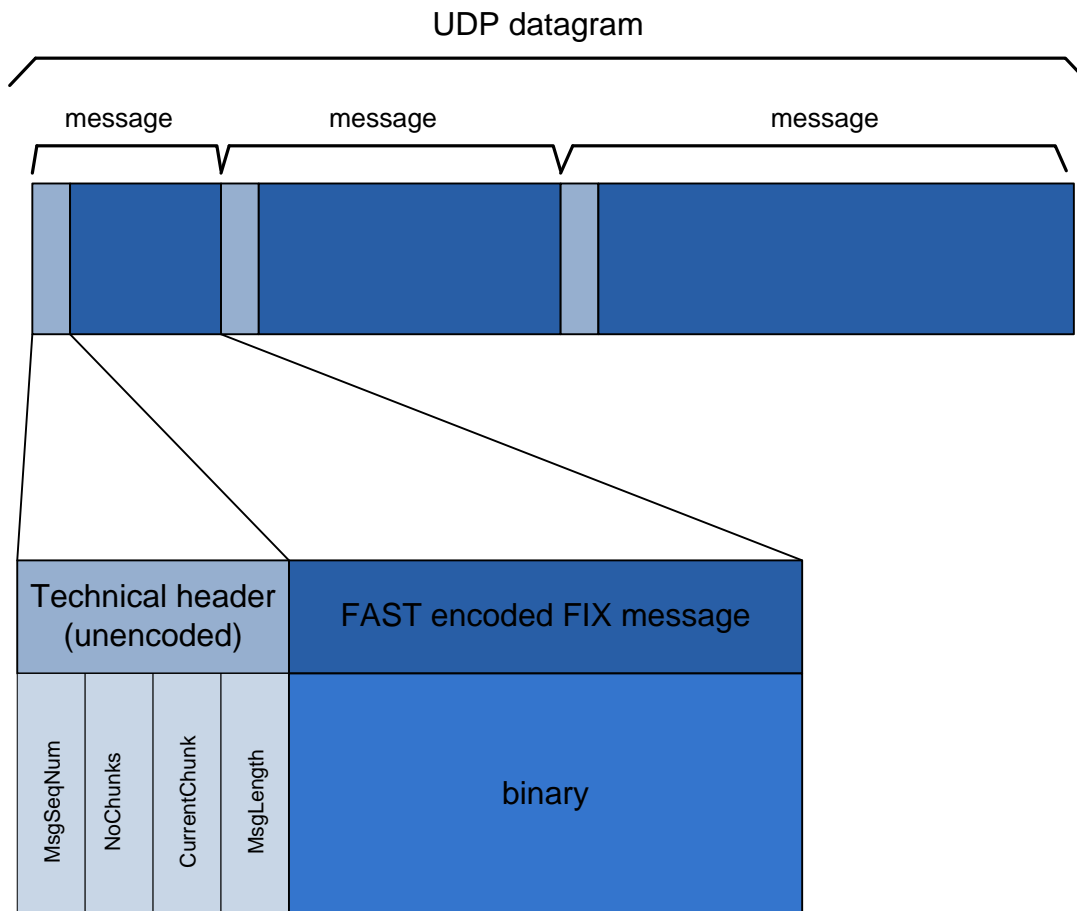 UDP datagram
message
message
message
Technical header
(unencoded)
FAST encoded FIX message
MsgSeqNum
NoChunks
CurrentChunk
MsgLength
binary